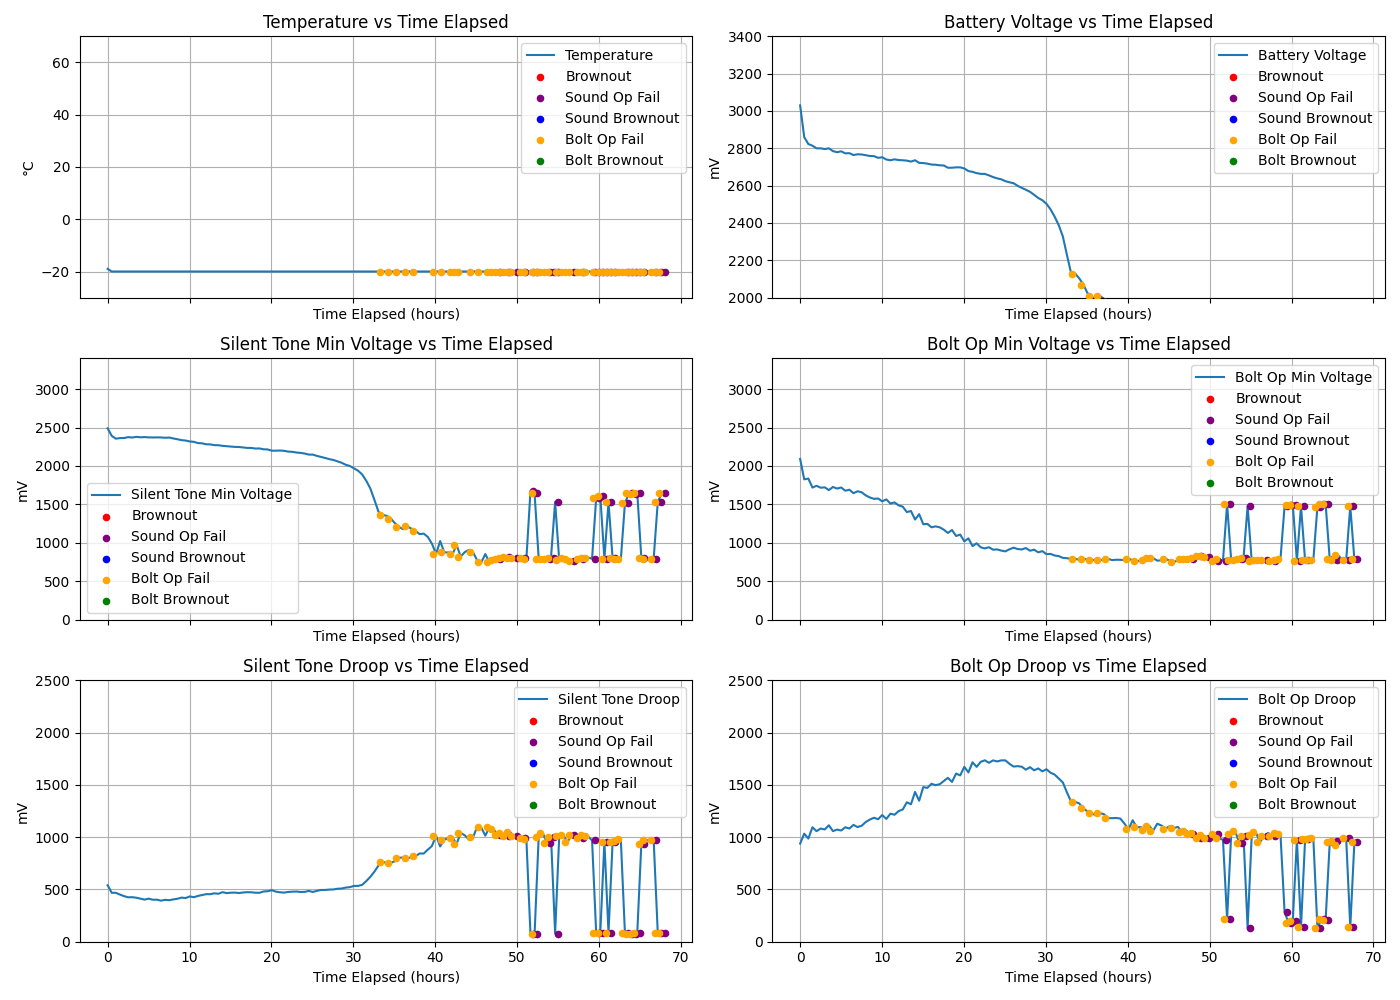 Temperature vs Time Elapsed
60
40
20
0
−20
°C
Time Elapsed (hours)
Temperature
Brownout
Sound Op Fail
Sound Brownout
Bolt Op Fail
Bolt Brownout
Battery Voltage vs Time Elapsed
3400
3200
3000
2800
2600
2400
2200
2000
mV
Time Elapsed (hours)
Battery Voltage
Brownout
Sound Op Fail
Sound Brownout
Bolt Op Fail
Bolt Brownout
Silent Tone Min Voltage vs Time Elapsed
3000
2500
2000
1500
1000
500
0
mV
Time Elapsed (hours)
Silent Tone Min Voltage
Brownout
Sound Op Fail
Sound Brownout
Bolt Op Fail
Bolt Brownout
Bolt Op Min Voltage vs Time Elapsed
3000
2500
2000
1500
1000
500
0
mV
Time Elapsed (hours)
Bolt Op Min Voltage
Brownout
Sound Op Fail
Sound Brownout
Bolt Op Fail
Bolt Brownout
Silent Tone Droop vs Time Elapsed
2500
2000
1500
1000
500
0
mV
0 10 20 30 40 50 60 70
Time Elapsed (hours)
Silent Tone Droop
Brownout
Sound Op Fail
Sound Brownout
Bolt Op Fail
Bolt Brownout
Bolt Op Droop vs Time Elapsed
2500
2000
1500
1000
500
0
mV
0 10 20 30 40 50 60 70
Time Elapsed (hours)
Bolt Op Droop
Brownout
Sound Op Fail
Sound Brownout
Bolt Op Fail
Bolt Brownout